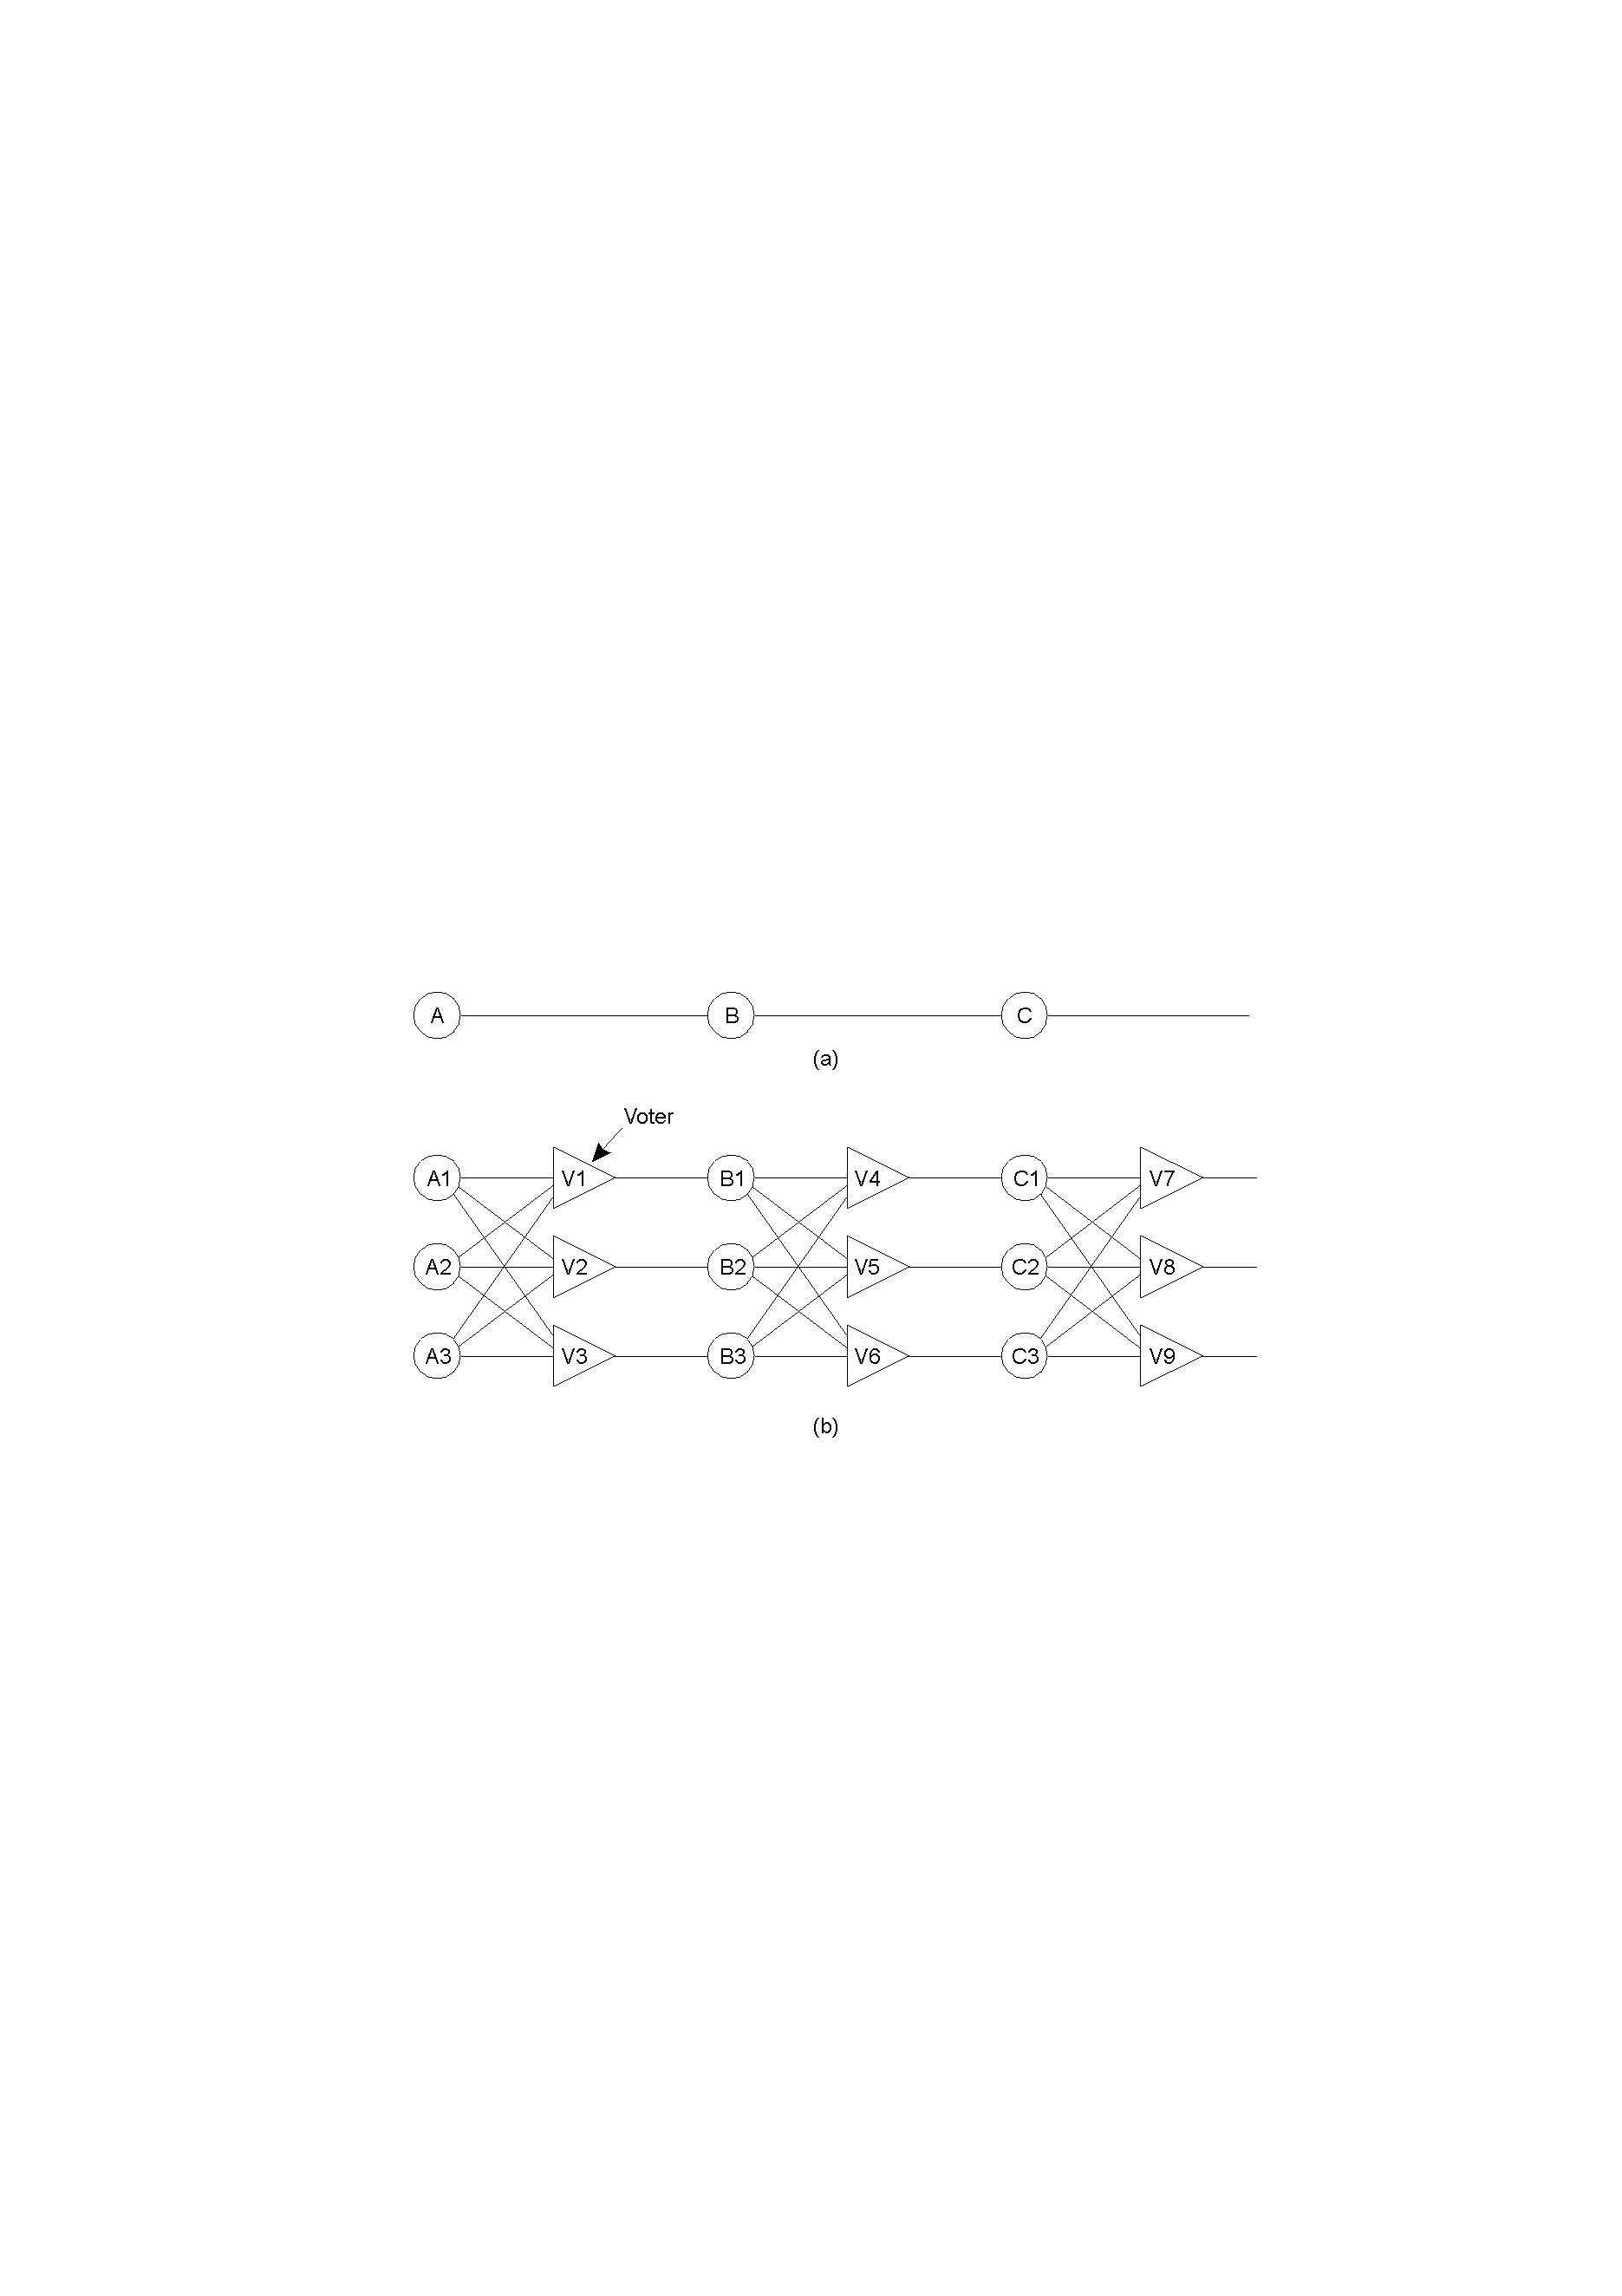 A B C
(a)
Voter
A1 V1 B1 V4 C1 V7
A2 V2 B2 V5 C2 V8
A3 V3 B3 V6 C3 V9
(b)